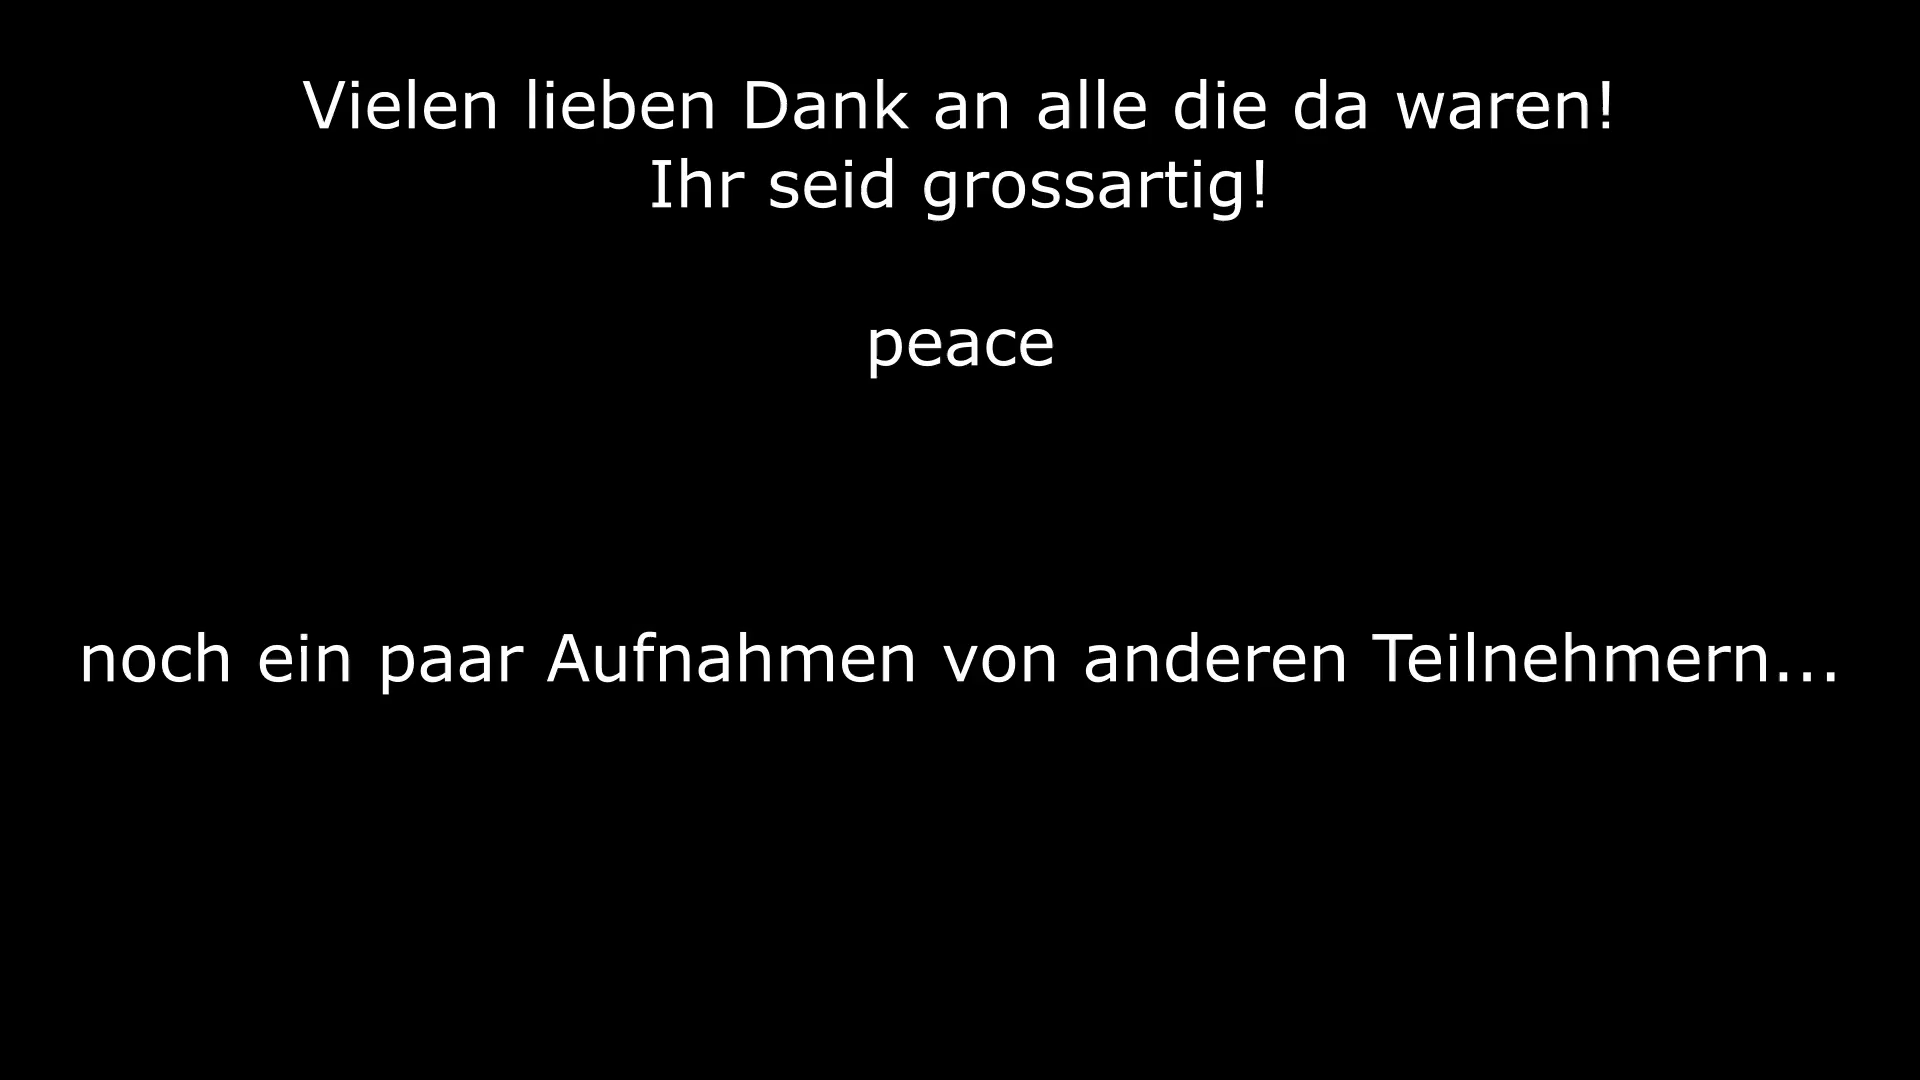 Vielen lieben Dank an alle die da waren!
Ihr seid grossartig!
peace
noch ein paar Aufnahmen von anderen Teilnehmern...